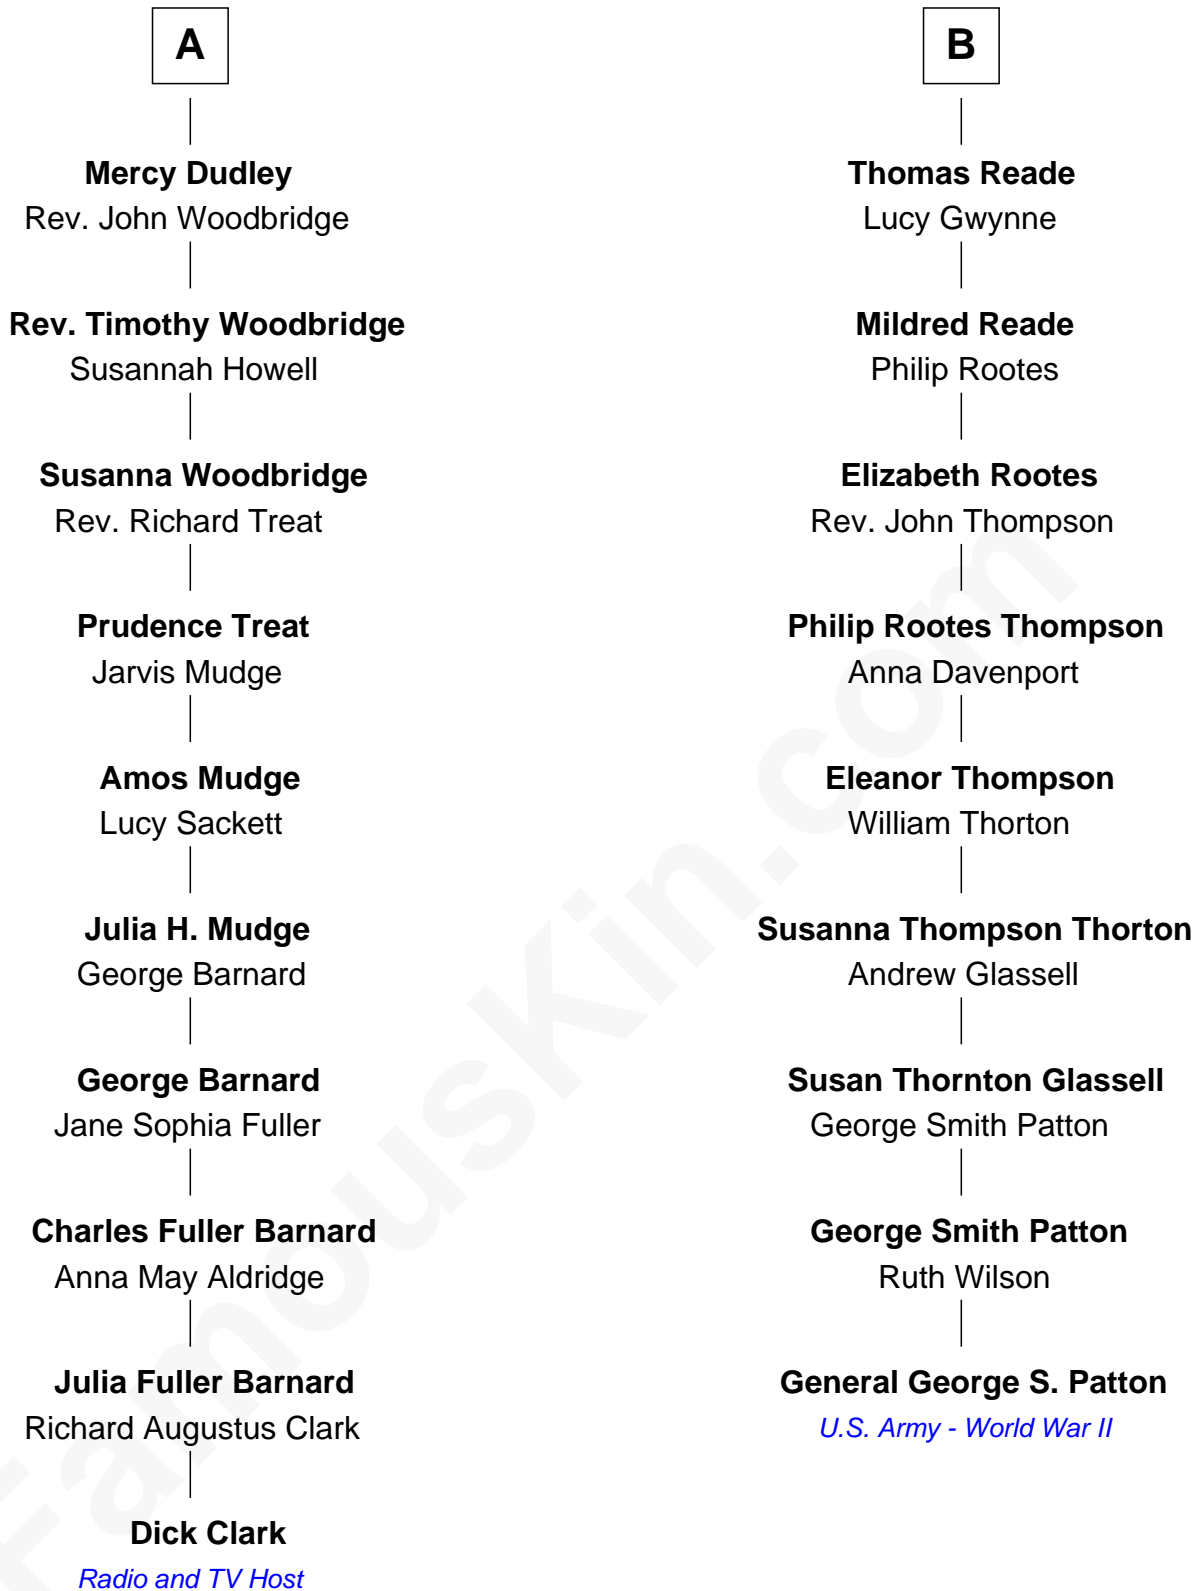 A
Mercy Dudley
Rev. John Woodbridge
Rev. Timothy Woodbridge
Susannah Howell
Susanna Woodbridge
Rev. Richard Treat
Prudence Treat
Jarvis Mudge
Amos Mudge
Lucy Sackett
Julia H. Mudge
George Barnard
George Barnard
Jane Sophia Fuller
Charles Fuller Barnard
Anna May Aldridge
Julia Fuller Barnard
Richard Augustus Clark
Dick Clark
Radio and TV Host
B
Thomas Reade
Lucy Gwynne
Mildred Reade
Philip Rootes
Elizabeth Rootes
Rev. John Thompson
Philip Rootes Thompson
Anna Davenport
Eleanor Thompson
William Thorton
Susanna Thompson Thorton
Andrew Glassell
Susan Thornton Glassell
George Smith Patton
George Smith Patton
Ruth Wilson
General George S. Patton
U.S. Army - World War II
FamousKin.com